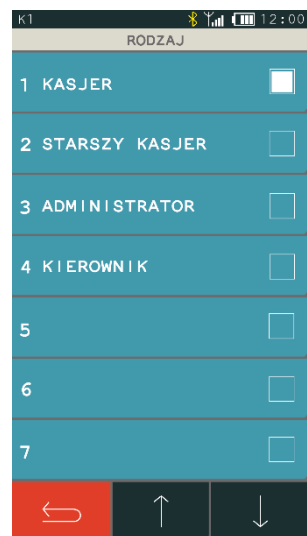 K1 12:00
RODZAJ
1 KASJER
2 STARSZY KASJER
3 ADMINISTRATOR
4 KIEROWNIK
5
6
7